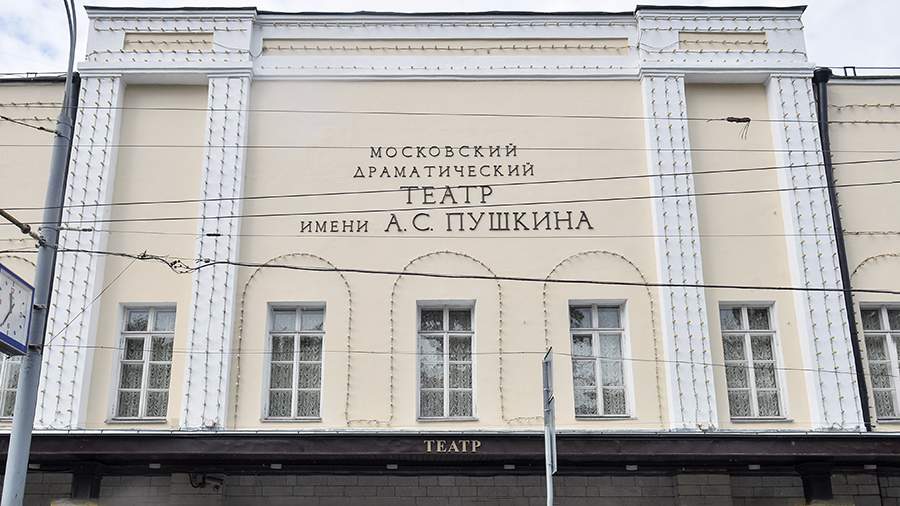 МОСКОВСКИЙ
ДРАМАТИЧЕСКИЙ
ТЕАТР
ИМЕНИ А.С. ПУШКИНА
ТЕАТР